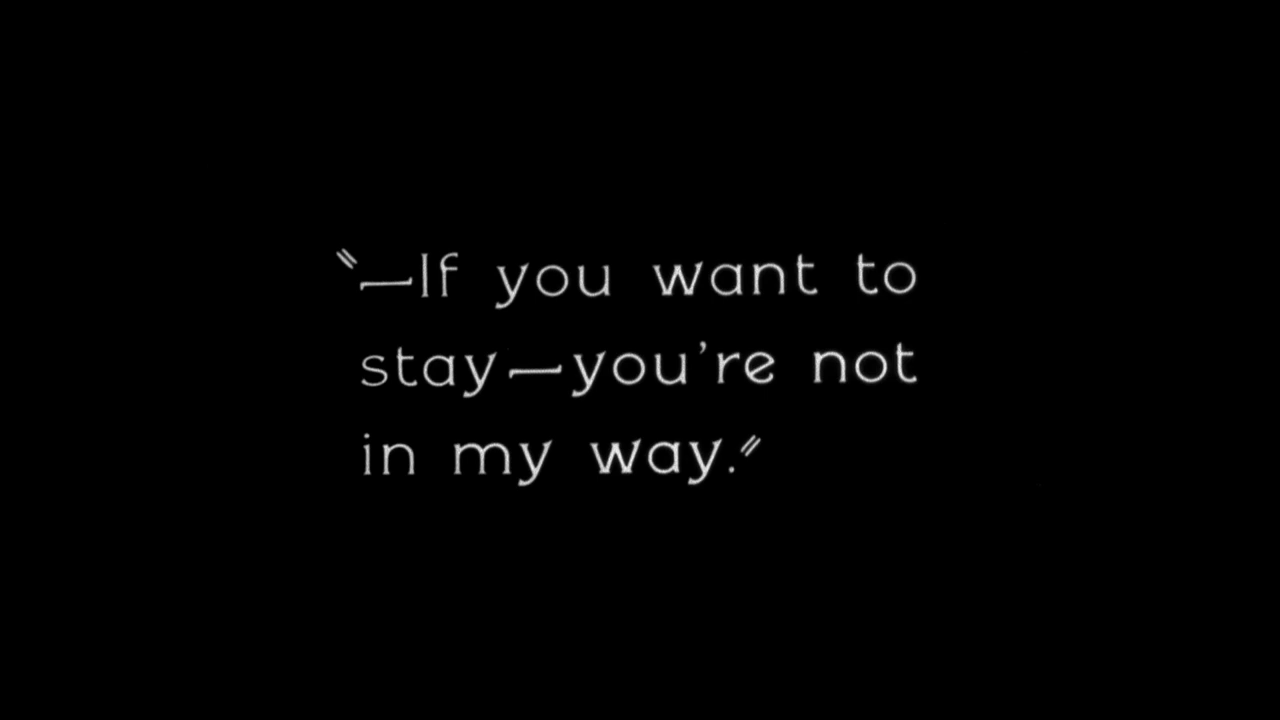 "—If you want to
stay—you're not
in my way."